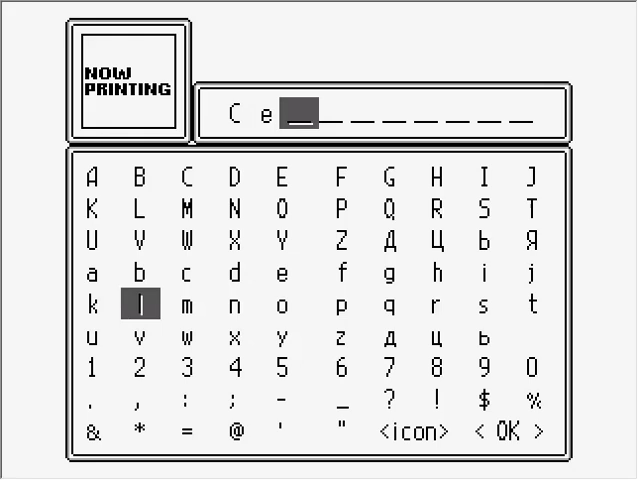 NOW
PRINTING
C e _ _ _ _ _ _ _ _
A B C D E F G H I J
K L M N O P Q R S T
U V W X Y Z Д Ц Ь Я
a b c d e f g h i j
k l m n o p q r s t
u v w x y z д ц ь
1 2 3 4 5 6 7 8 9 0
. , : ; - _ ? ! $ %
& * = @ ' " <icon> < OK >